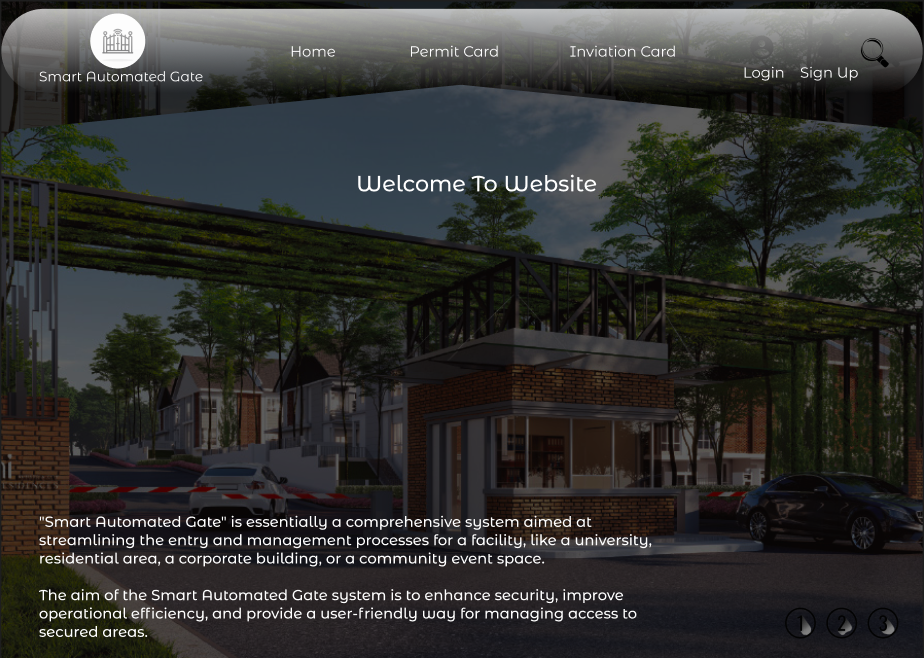 Smart Automated Gate
Home
Permit Card
Inviation Card
Login
Sign Up
Welcome To Website
"Smart Automated Gate" is essentially a comprehensive system aimed at
streamlining the entry and management processes for a facility, like a university,
residential area, a corporate building, or a community event space.
The aim of the Smart Automated Gate system is to enhance security, improve
operational efficiency, and provide a user-friendly way for managing access to
secured areas.
1
2
3